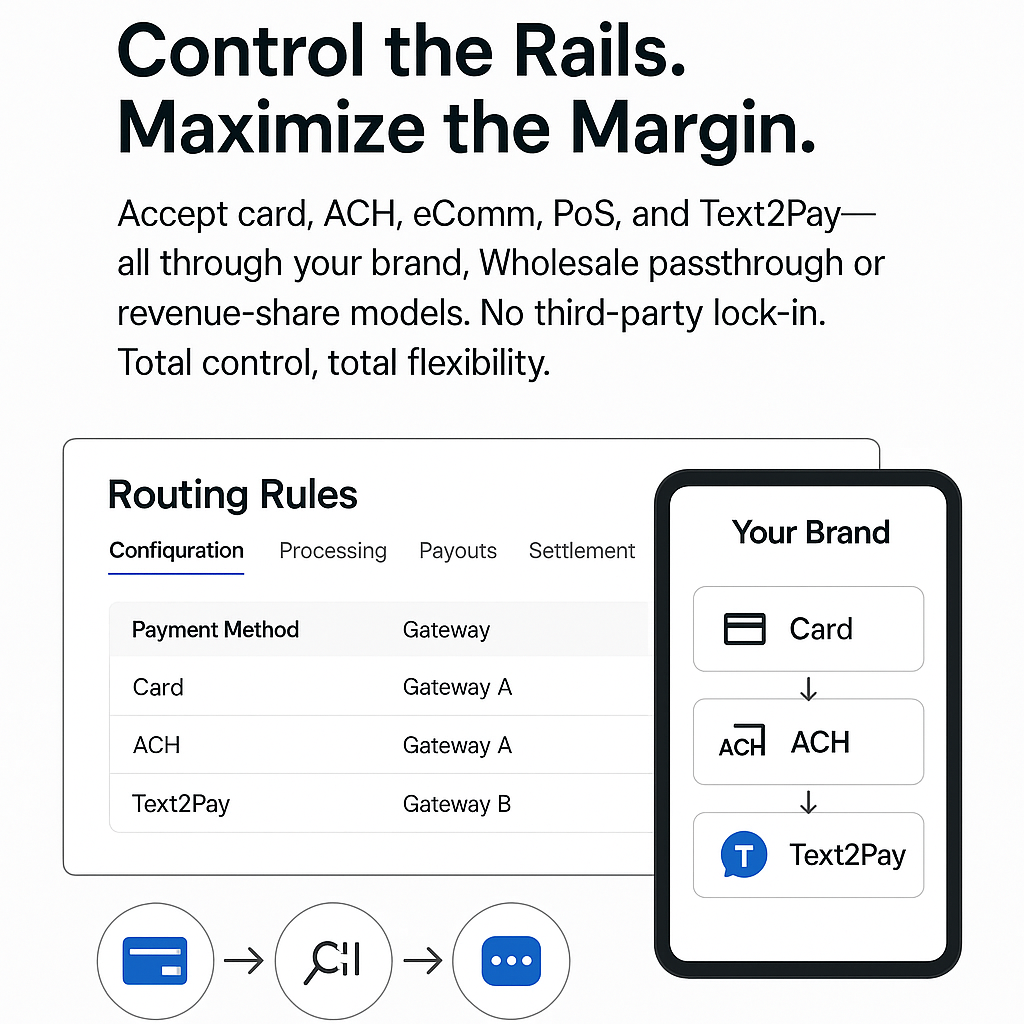 Control the Rails.
Maximize the Margin.
Accept card, ACH, eComm, PoS, and Text2Pay—
all through your brand, Wholesale passthrough or
revenue-share models. No third-party lock-in.
Total control, total flexibility.
Routing Rules
Confiquration Processing Payouts Settlement
Payment Method Gateway
Card Gateway A
ACH Gateway A
Text2Pay Gateway B
Your Brand
Card
ACH ACH
T Text2Pay